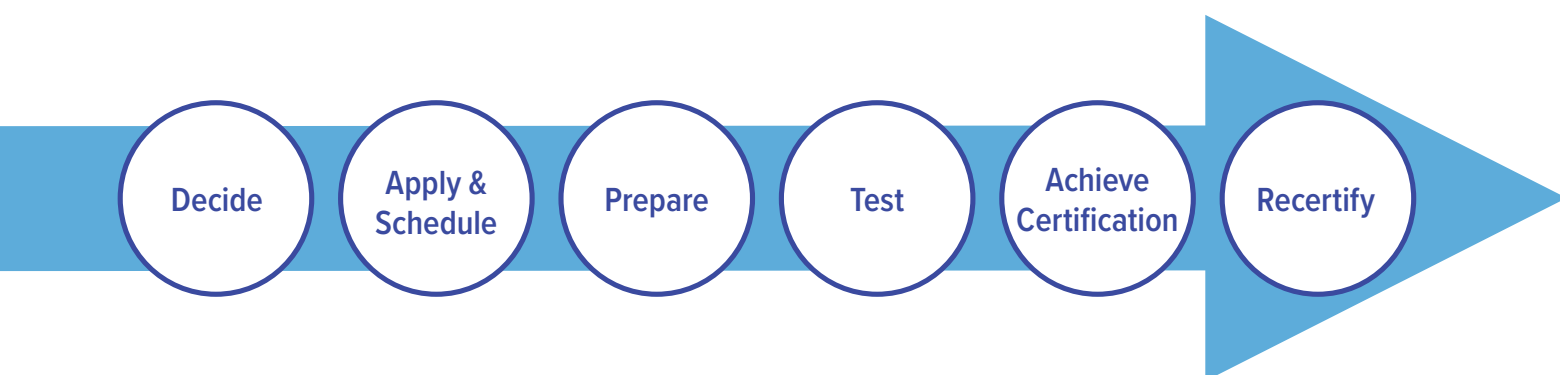 Decide
Apply &
Schedule
Prepare
Test
Achieve
Certification
Recertify